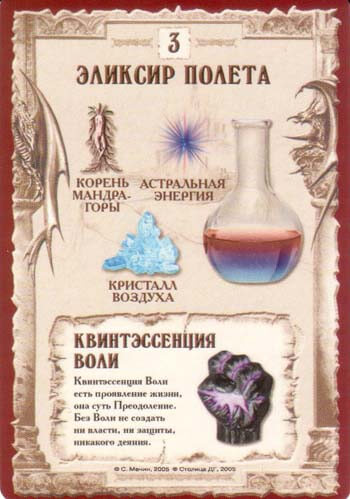 3
ЭЛИКСИР ПОЛЕТА
КОРЕНЬ
МАНДРА-
ГОРЫ
АСТРАЛЬНАЯ
ЭНЕРГИЯ
КРИСТАЛЛ
ВОЗДУХА
КВИНТЭССЕНЦИЯ
ВОЛИ
Квинтэссенция Воли
есть проявление жизни,
она суть Преодоление.
Без Воли не создать
ни власти, ни защиты,
никакого деяния.
© С. Мачин, 2005 © Столица ДГ, 2005